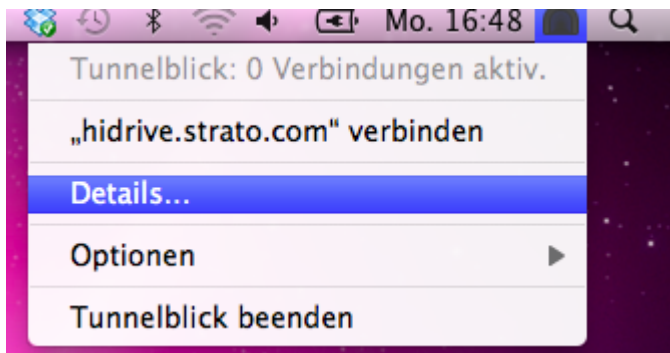 Mo. 16:48
Tunnelblick: 0 Verbindungen aktiv.
„hidrive.strato.com“ verbinden
Details...
Optionen
Tunnelblick beenden